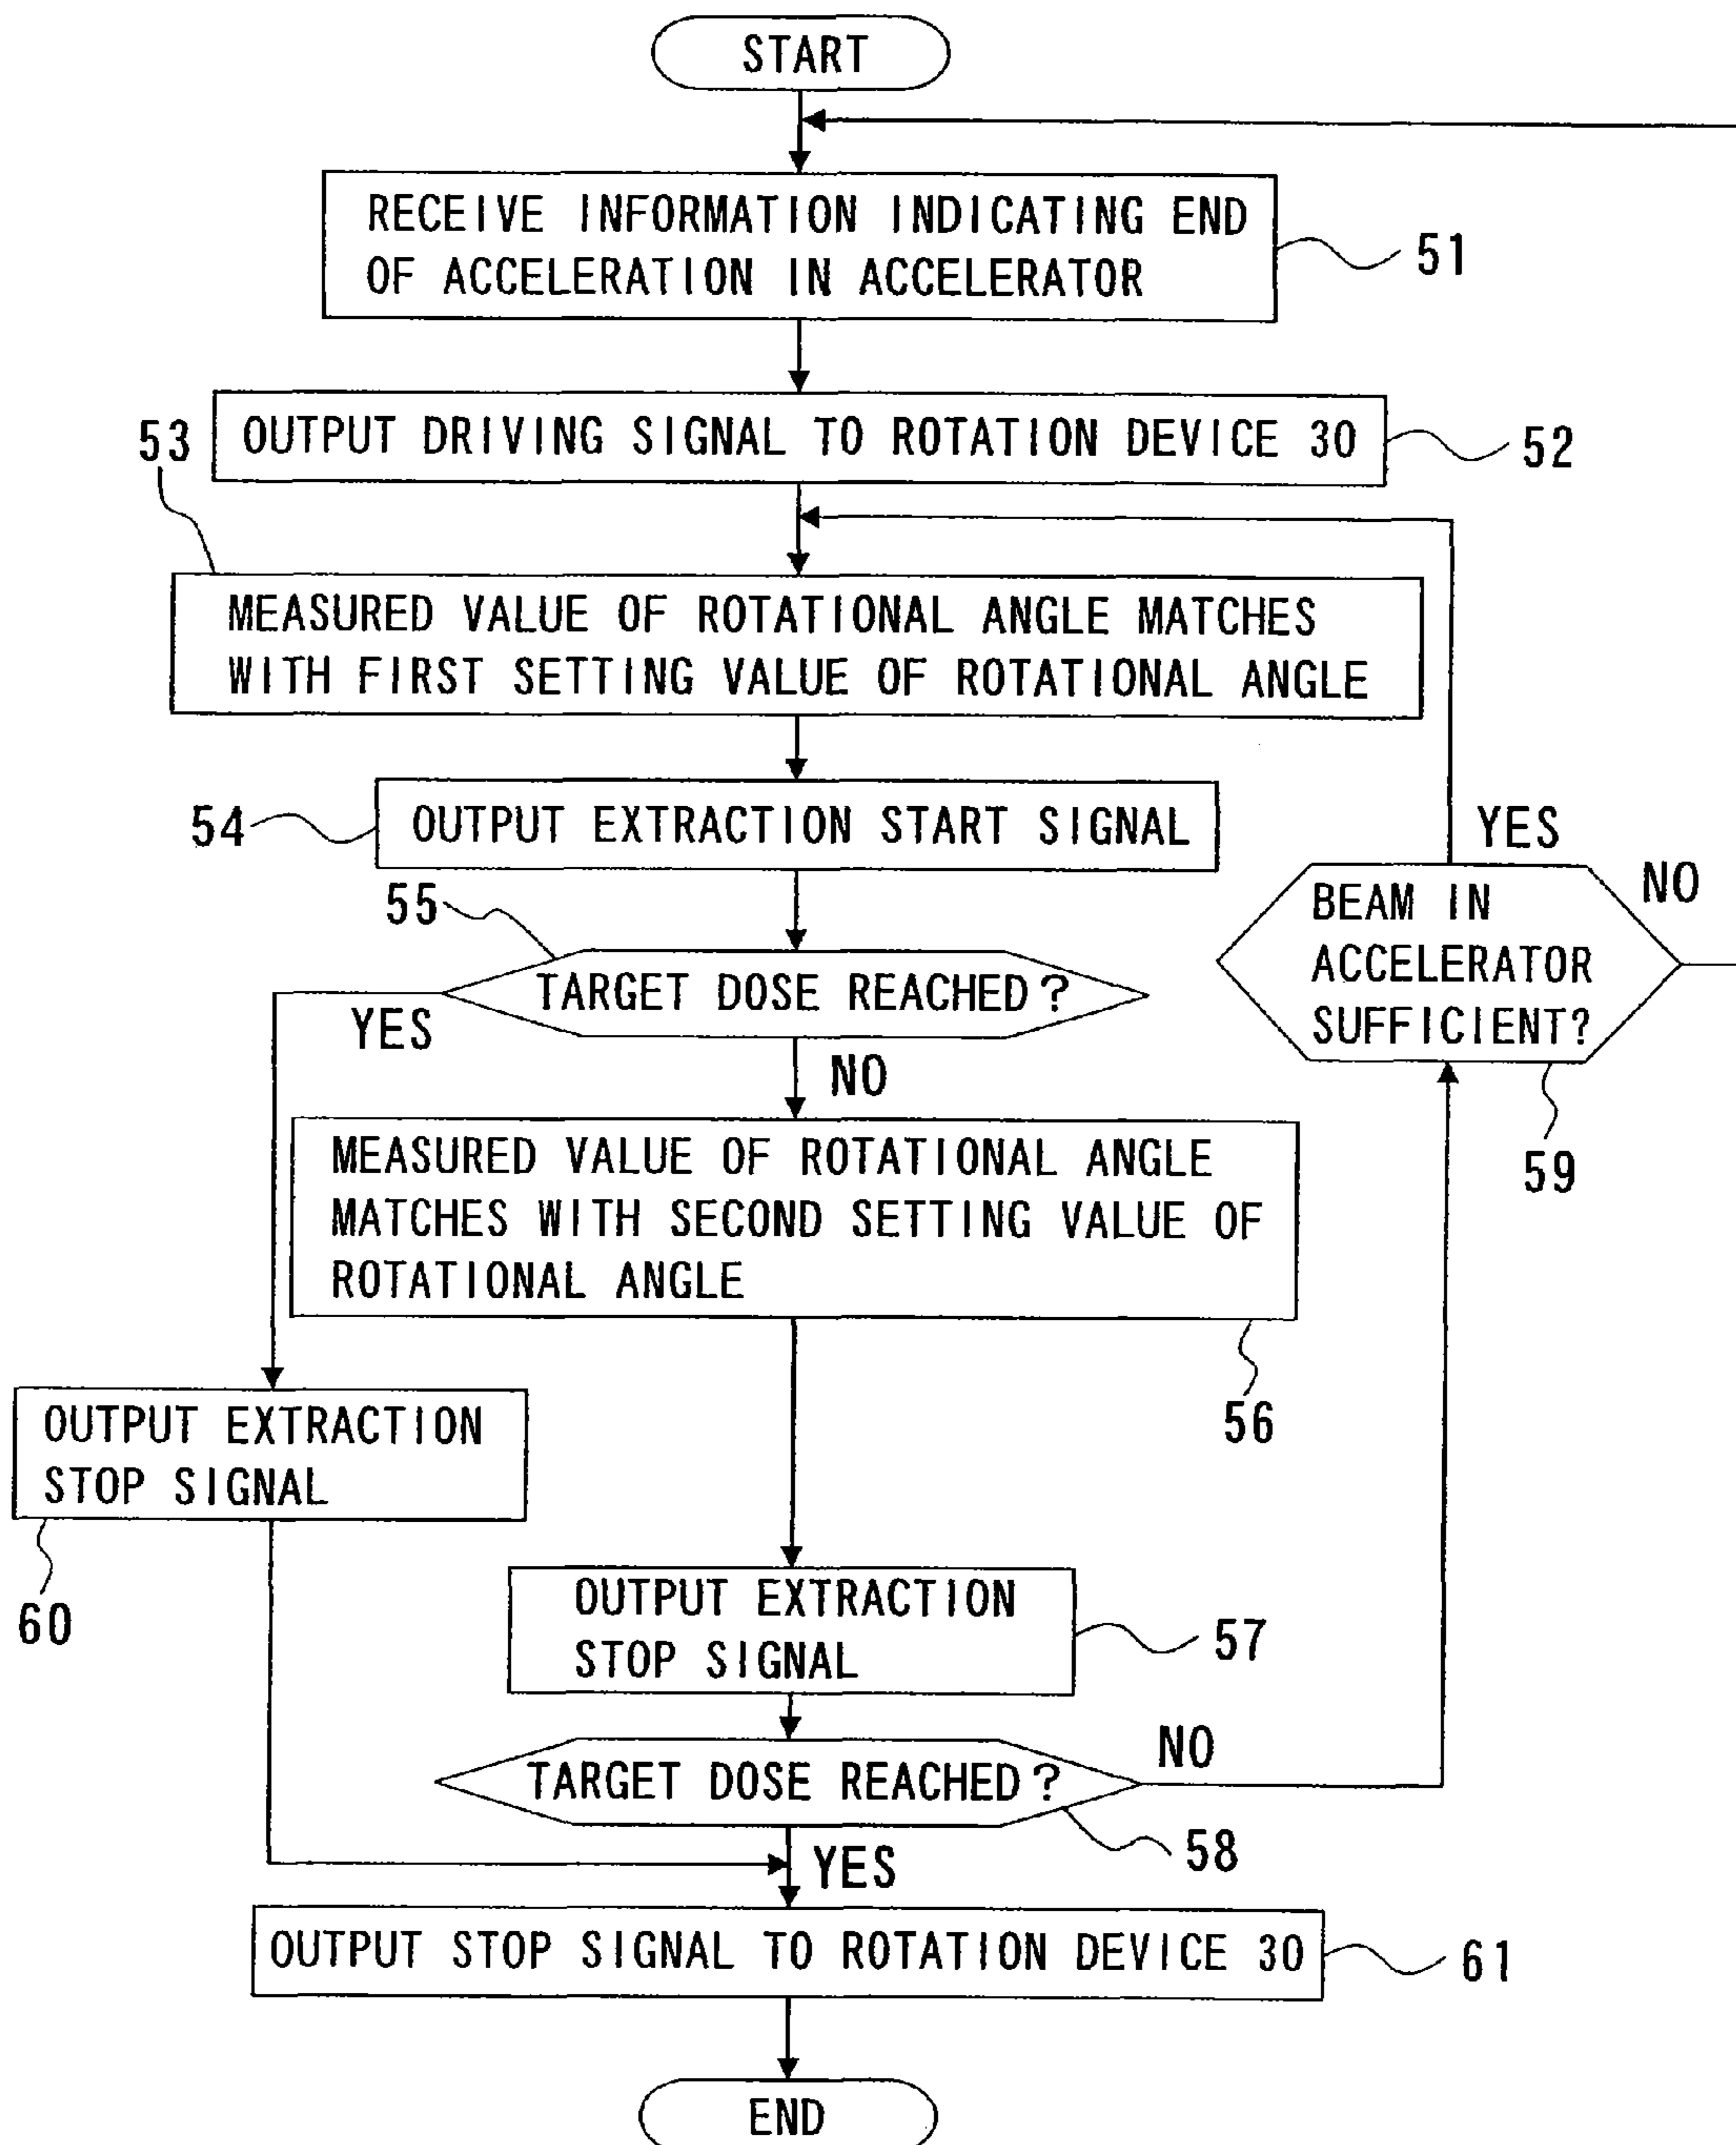 START
RECEIVE INFORMATION INDICATING END
OF ACCELERATION IN ACCELERATOR
51
OUTPUT DRIVING SIGNAL TO ROTATION DEVICE 30
52
53
MEASURED VALUE OF ROTATIONAL ANGLE MATCHES
WITH FIRST SETTING VALUE OF ROTATIONAL ANGLE
OUTPUT EXTRACTION START SIGNAL
54
55
TARGET DOSE REACHED?
YES
NO
MEASURED VALUE OF ROTATIONAL ANGLE
MATCHES WITH SECOND SETTING VALUE OF
ROTATIONAL ANGLE
56
YES
NO
BEAM IN
ACCELERATOR
SUFFICIENT?
59
OUTPUT EXTRACTION
STOP SIGNAL
60
OUTPUT EXTRACTION
STOP SIGNAL
57
TARGET DOSE REACHED?
NO
58
YES
OUTPUT STOP SIGNAL TO ROTATION DEVICE 30
61
END